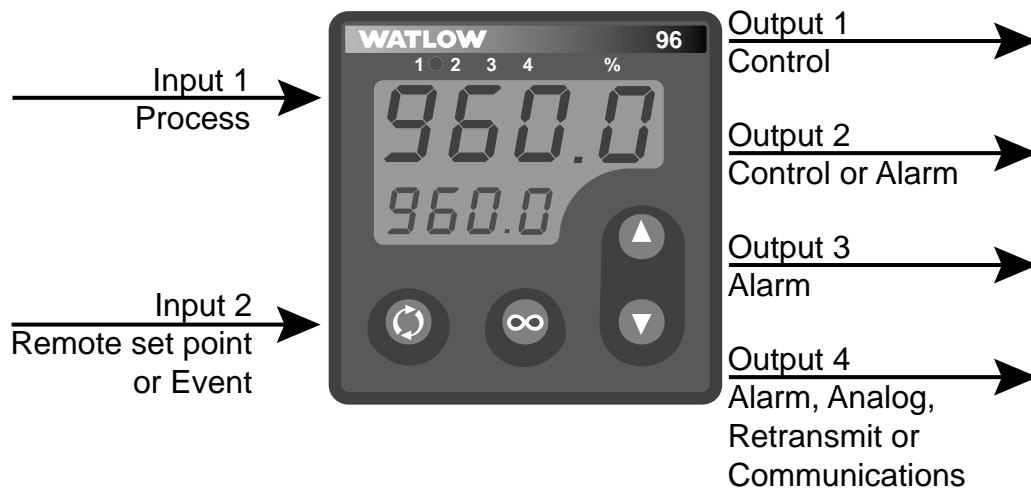 WATLOW 96
1 2 3 4 %
960.0
960.0
Input 1
Process
Input 2
Remote set point
or Event
Output 1
Control
Output 2
Control or Alarm
Output 3
Alarm
Output 4
Alarm, Analog,
Retransmit or
Communications